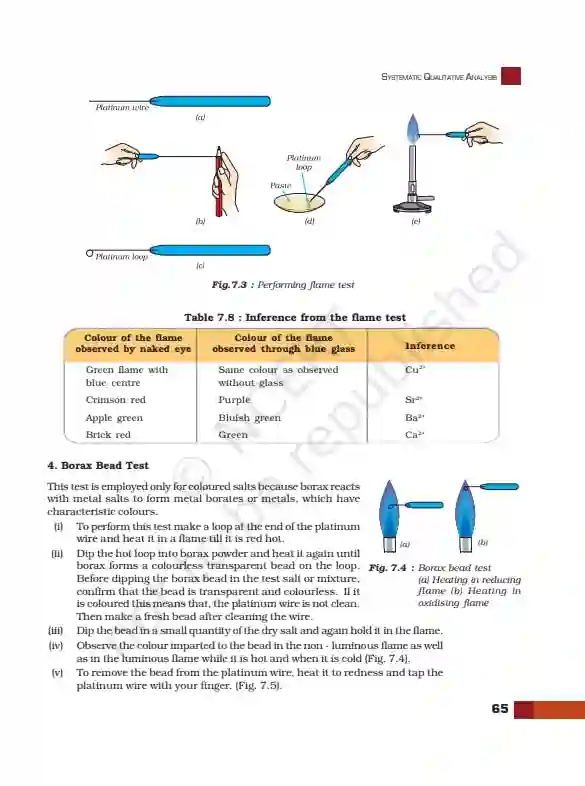 SYSTEMATIC QUALITATIVE ANALYSIS
Platinum wire
(a)
Platinum
loop
Paste
(b)
(d)
(e)
Platinum loop
(c)
Fig.7.3 : Performing flame test
Table 7.8 : Inference from the flame test
Colour of the flame
observed by naked eye
Colour of the flame
observed through blue glass
Inference
Green flame with
blue centre
Same colour as observed
without glass
Cu²⁺
Crimson red
Purple
Sr²⁺
Apple green
Bluish green
Ba²⁺
Brick red
Green
Ca²⁺
4. Borax Bead Test
This test is employed only for coloured salts because borax reacts
with metal salts to form metal borates or metals, which have
characteristic colours.
(i) To perform this test make a loop at the end of the platinum
wire and heat it in a flame till it is red hot.
(ii) Dip the hot loop into borax powder and heat it again until
borax forms a colourless transparent bead on the loop.
Before dipping the borax bead in the test salt or mixture,
confirm that the bead is transparent and colourless. If it
is coloured this means that, the platinum wire is not clean.
Then make a fresh bead after cleaning the wire.
(iii) Dip the bead in a small quantity of the dry salt and again hold it in the flame.
(iv) Observe the colour imparted to the bead in the non - luminous flame as well
as in the luminous flame while it is hot and when it is cold (Fig. 7.4).
(v) To remove the bead from the platinum wire, heat it to redness and tap the
platinum wire with your finger. (Fig. 7.5).
(a)
(b)
Fig. 7.4 : Borax bead test
(a) Heating in reducing
flame (b) Heating in
oxidising flame
65
© NCERT
not to be republished